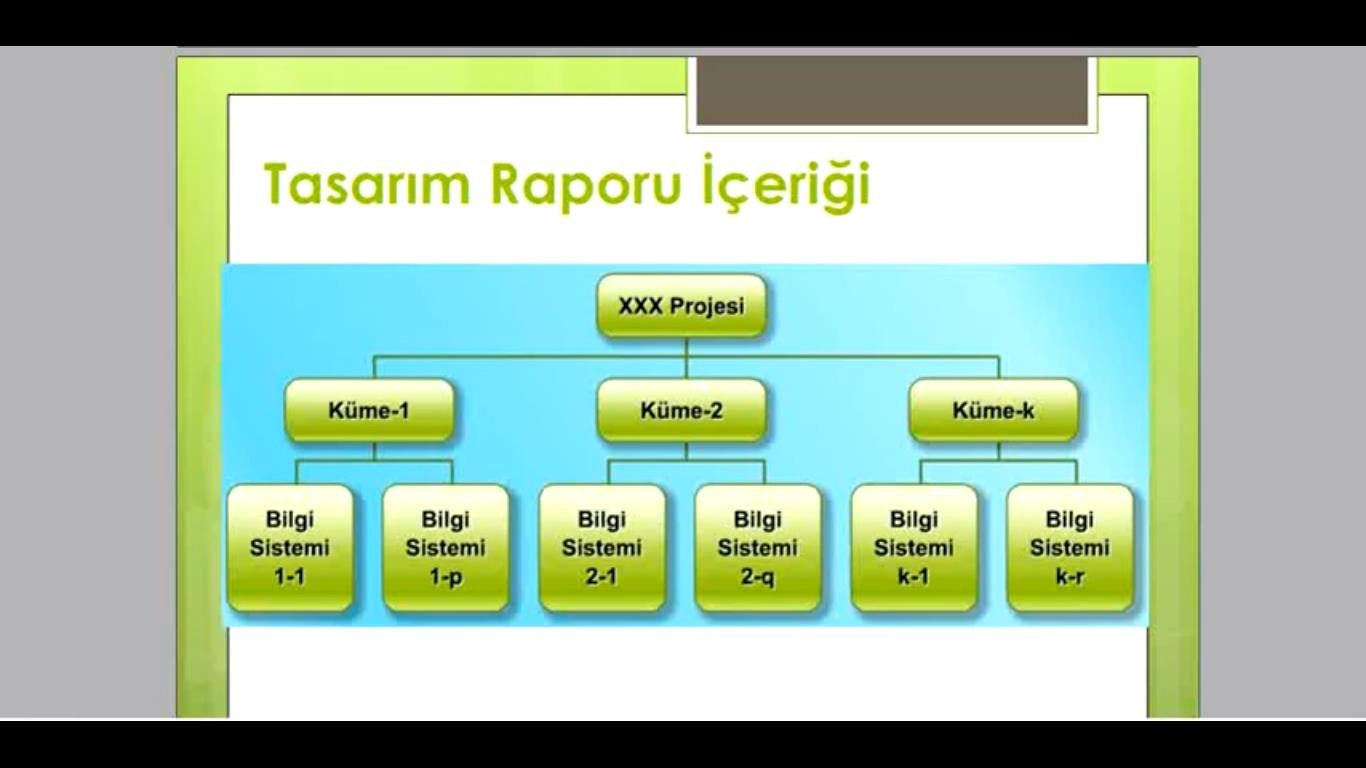 Tasarım Raporu İçeriği
XXX Projesi
Küme-1
Küme-2
Küme-k
Bilgi
Sistemi
1-1
Bilgi
Sistemi
1-p
Bilgi
Sistemi
2-1
Bilgi
Sistemi
2-q
Bilgi
Sistemi
k-1
Bilgi
Sistemi
k-r